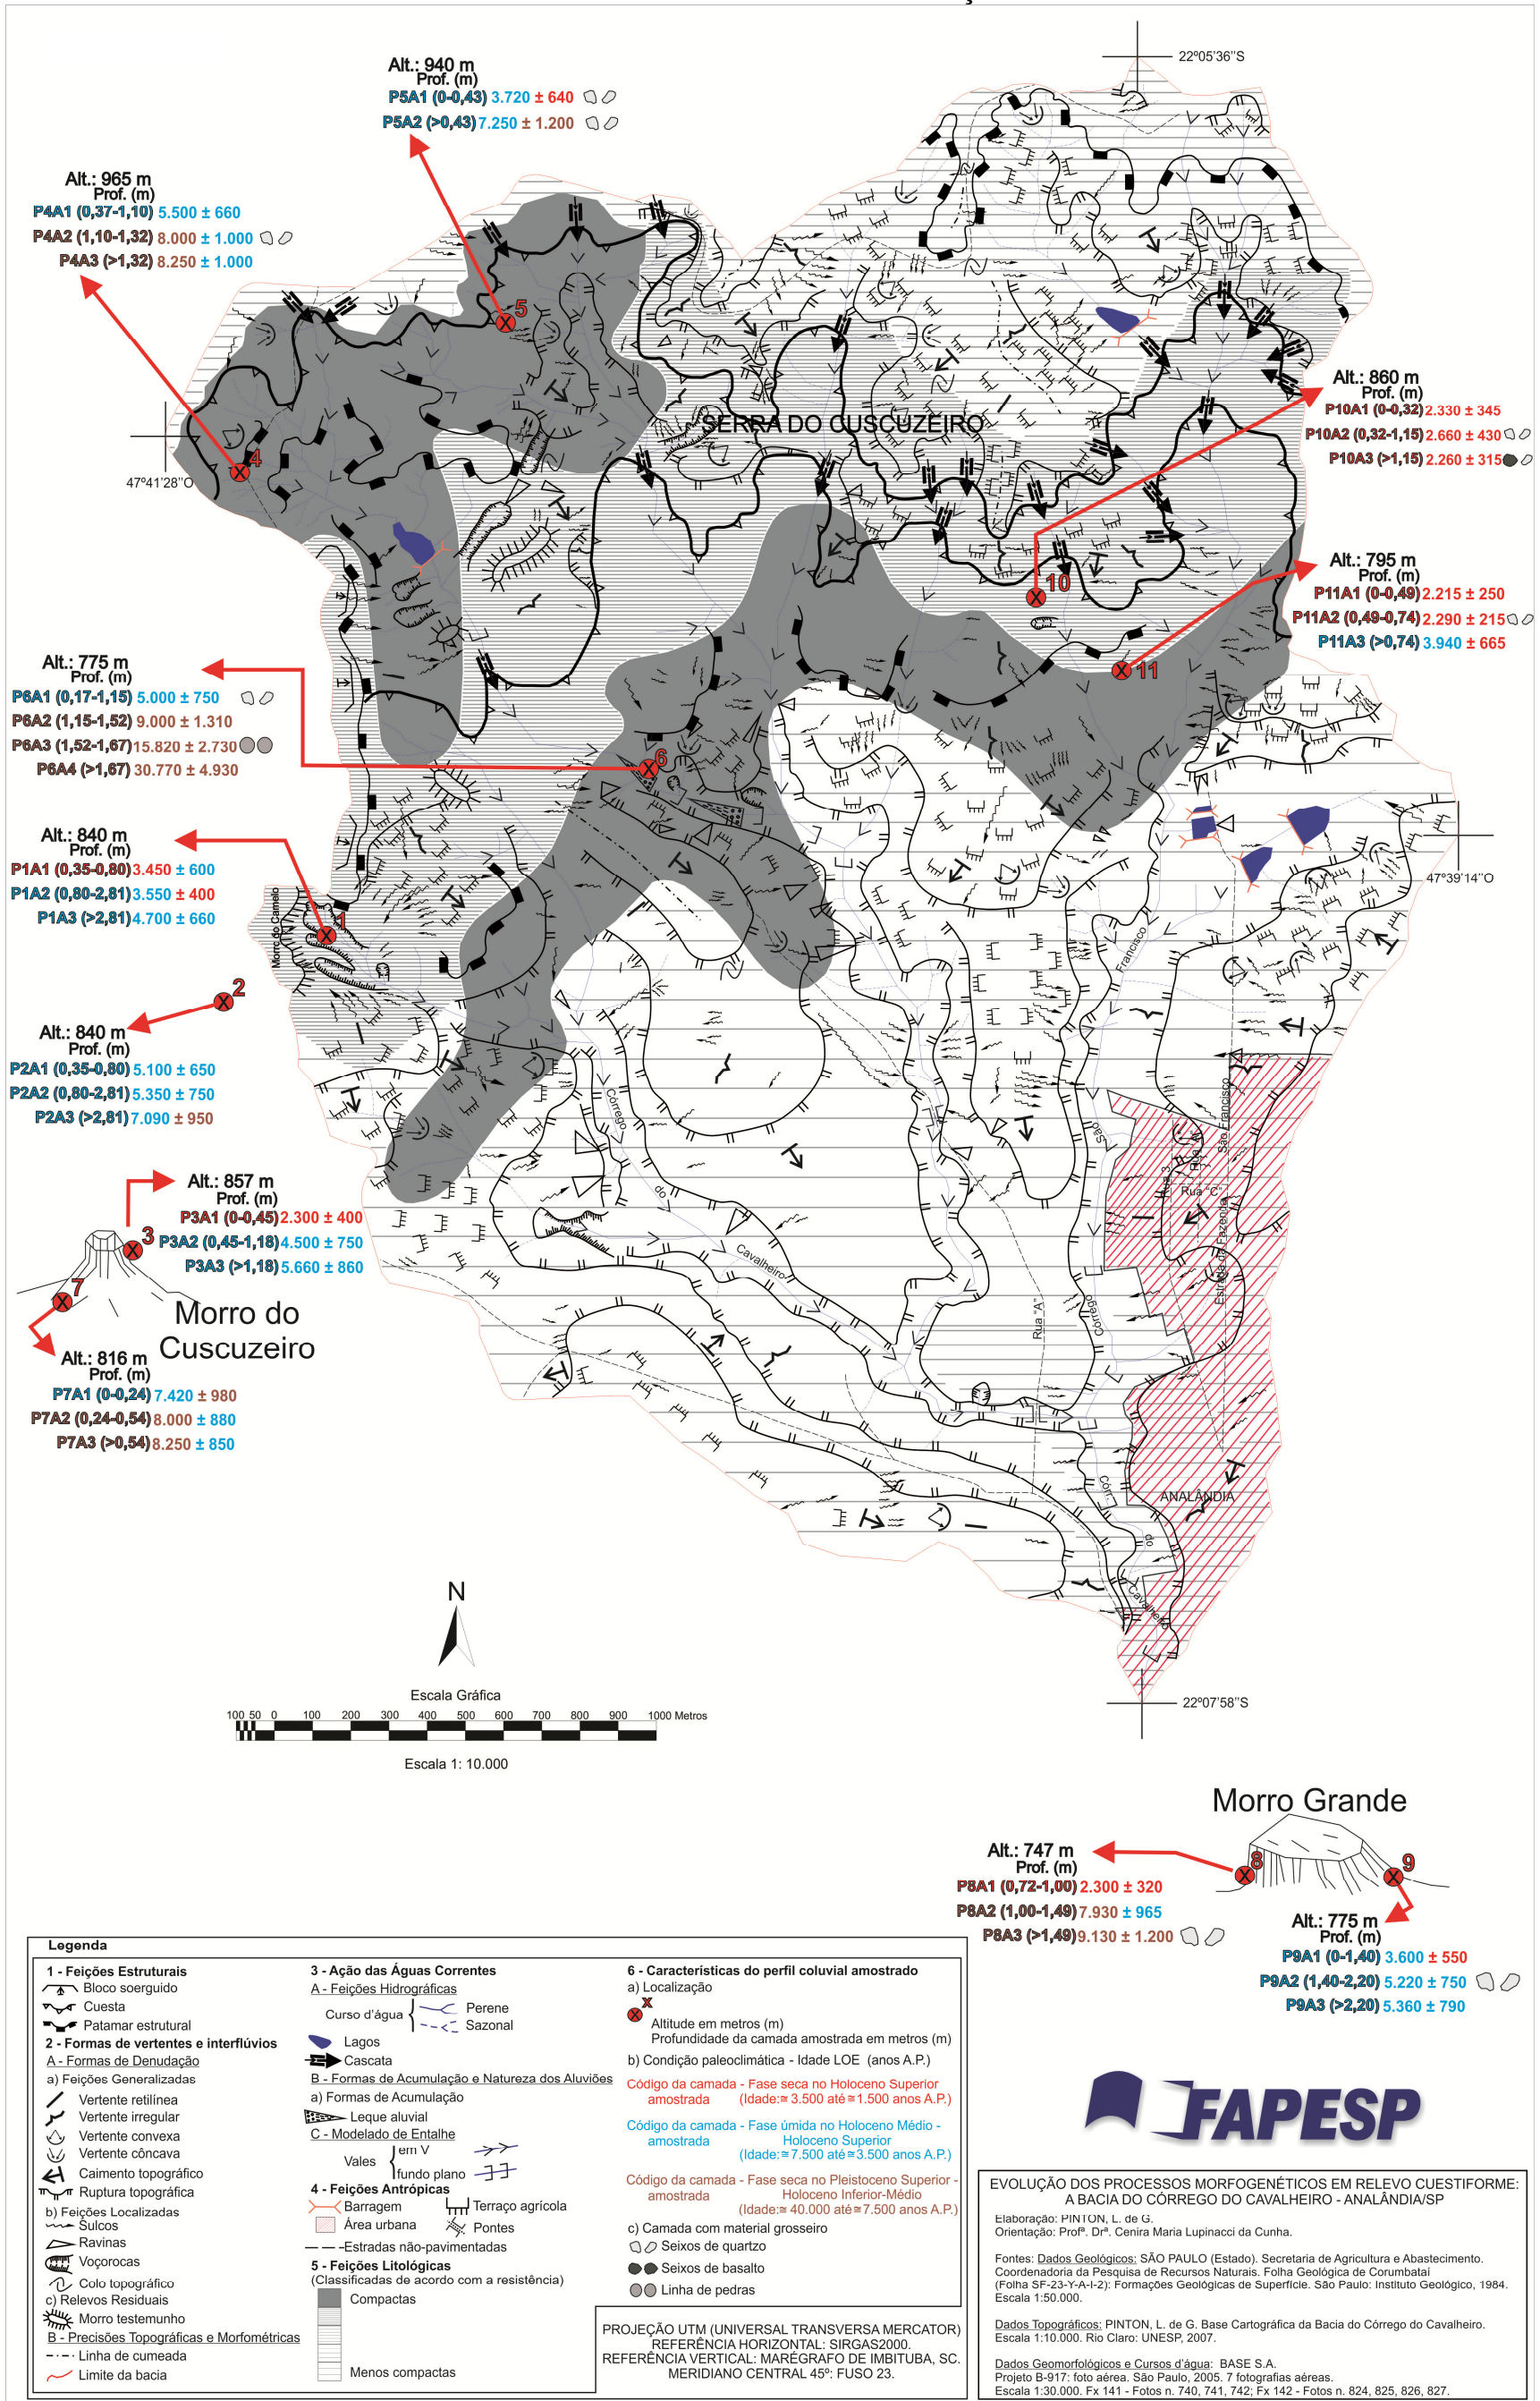 22º05'36''S
Alt.: 940 m
Prof. (m)
P5A1 (0-0,43) 3.720 ± 640
P5A2 (>0,43) 7.250 ± 1.200
Alt.: 965 m
Prof. (m)
P4A1 (0,37-1,10) 5.500 ± 660
P4A2 (1,10-1,32) 8.000 ± 1.000
P4A3 (>1,32) 8.250 ± 1.000
5
SERRA DO CUSCUZEIRO
4
47º41'28''O
Alt.: 860 m
Prof. (m)
P10A1 (0-0,32) 2.330 ± 345
P10A2 (0,32-1,15) 2.660 ± 430
P10A3 (>1,15) 2.260 ± 315
10
Alt.: 795 m
Prof. (m)
P11A1 (0-0,49) 2.215 ± 250
P11A2 (0,49-0,74) 2.290 ± 215
P11A3 (>0,74) 3.940 ± 665
11
Alt.: 775 m
Prof. (m)
P6A1 (0,17-1,15) 5.000 ± 750
P6A2 (1,15-1,52) 9.000 ± 1.310
P6A3 (1,52-1,67) 15.820 ± 2.730
P6A4 (>1,67) 30.770 ± 4.930
6
Alt.: 840 m
Prof. (m)
P1A1 (0,35-0,80) 3.450 ± 600
P1A2 (0,80-2,81) 3.550 ± 400
P1A3 (>2,81) 4.700 ± 660
47º39'14''O
Morro do Camelo
1
2
Alt.: 840 m
Prof. (m)
P2A1 (0,35-0,80) 5.100 ± 650
P2A2 (0,80-2,81) 5.350 ± 750
P2A3 (>2,81) 7.090 ± 950
Francisco
São
Córrego
Córrego
do
Cavalheiro
São Francisco
Estrada da Fazenda
Rua 3
Rua "C"
Rua "A"
Alt.: 857 m
Prof. (m)
P3A1 (0-0,45) 2.300 ± 400
P3A2 (0,45-1,18) 4.500 ± 750
P3A3 (>1,18) 5.660 ± 860
3
7
Morro do
Cuscuzeiro
Alt.: 816 m
Prof. (m)
P7A1 (0-0,24) 7.420 ± 980
P7A2 (0,24-0,54) 8.000 ± 880
P7A3 (>0,54) 8.250 ± 850
ANALÂNDIA
Córr.
do
Cavalheiro
22º07'58''S
N
Escala Gráfica
100 50 0 100 200 300 400 500 600 700 800 900 1000 Metros
Escala 1: 10.000
Morro Grande
8
9
Alt.: 747 m
Prof. (m)
P8A1 (0,72-1,00) 2.300 ± 320
P8A2 (1,00-1,49) 7.930 ± 965
P8A3 (>1,49) 9.130 ± 1.200
Alt.: 775 m
Prof. (m)
P9A1 (0-1,40) 3.600 ± 550
P9A2 (1,40-2,20) 5.220 ± 750
P9A3 (>2,20) 5.360 ± 790
Legenda
1 - Feições Estruturais
Bloco soerguido
Cuesta
Patamar estrutural
2 - Formas de vertentes e interflúvios
A - Formas de Denudação
a) Feições Generalizadas
Vertente retilínea
Vertente irregular
Vertente convexa
Vertente côncava
Caimento topográfico
Ruptura topográfica
b) Feições Localizadas
Sulcos
Ravinas
Voçorocas
Colo topográfico
c) Relevos Residuais
Morro testemunho
B - Precisões Topográficas e Morfométricas
Linha de cumeada
Limite da bacia
3 - Ação das Águas Correntes
A - Feições Hidrográficas
Curso d'água
Perene
Sazonal
Lagos
Cascata
B - Formas de Acumulação e Natureza dos Aluviões
a) Formas de Acumulação
Leque aluvial
C - Modelado de Entalhe
Vales
em V
fundo plano
4 - Feições Antrópicas
Barragem
Terraço agrícola
Área urbana
Pontes
Estradas não-pavimentadas
5 - Feições Litológicas
(Classificadas de acordo com a resistência)
Compactas
Menos compactas
6 - Características do perfil coluvial amostrado
a) Localização
X
Altitude em metros (m)
Profundidade da camada amostrada em metros (m)
b) Condição paleoclimática - Idade LOE (anos A.P.)
Código da camada - Fase seca no Holoceno Superior
amostrada (Idade:≅ 3.500 até ≅ 1.500 anos A.P.)
Código da camada - Fase úmida no Holoceno Médio -
amostrada Holoceno Superior
(Idade:≅ 7.500 até ≅ 3.500 anos A.P.)
Código da camada - Fase seca no Pleistoceno Superior -
amostrada Holoceno Inferior-Médio
(Idade:≅ 40.000 até ≅ 7.500 anos A.P.)
c) Camada com material grosseiro
Seixos de quartzo
Seixos de basalto
Linha de pedras
PROJEÇÃO UTM (UNIVERSAL TRANSVERSA MERCATOR)
REFERÊNCIA HORIZONTAL: SIRGAS2000.
REFERÊNCIA VERTICAL: MARÉGRAFO DE IMBITUBA, SC.
MERIDIANO CENTRAL 45º: FUSO 23.
FAPESP
EVOLUÇÃO DOS PROCESSOS MORFOGENÉTICOS EM RELEVO CUESTIFORME:
A BACIA DO CÓRREGO DO CAVALHEIRO - ANALÂNDIA/SP
Elaboração: PINTON, L. de G.
Orientação: Profª. Drª. Cenira Maria Lupinacci da Cunha.
Fontes: Dados Geológicos: SÃO PAULO (Estado). Secretaria de Agricultura e Abastecimento.
Coordenadoria da Pesquisa de Recursos Naturais. Folha Geológica de Corumbataí
(Folha SF-23-Y-A-I-2): Formações Geológicas de Superfície. São Paulo: Instituto Geológico, 1984.
Escala 1:50.000.
Dados Topográficos: PINTON, L. de G. Base Cartográfica da Bacia do Córrego do Cavalheiro.
Escala 1:10.000. Rio Claro: UNESP, 2007.
Dados Geomorfológicos e Cursos d'água: BASE S.A.
Projeto B-917: foto aérea. São Paulo, 2005. 7 fotografias aéreas.
Escala 1:30.000. Fx 141 - Fotos n. 740, 741, 742; Fx 142 - Fotos n. 824, 825, 826, 827.